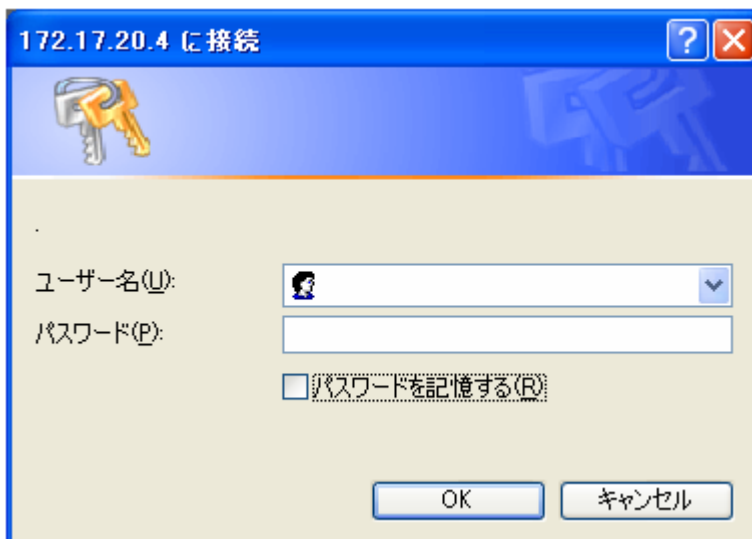 172.17.20.4 に接続
.
ユーザー名(U):
パスワード(P):
パスワードを記憶する(R)
OK キャンセル